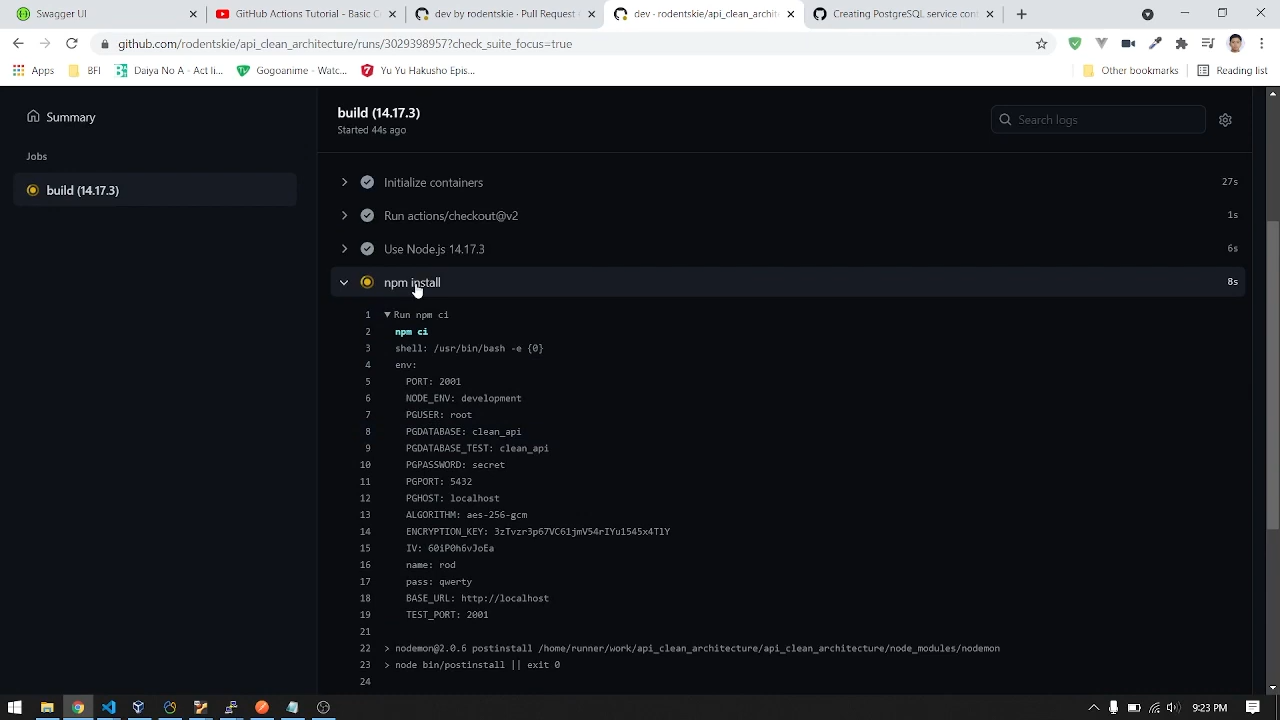 Swagger UI
GitHub Actions CI
dev by rodentskie · Pull Request
dev · rodentskie/api_clean_archite
Creating PostgreSQL service cont
github.com/rodentskie/api_clean_architecture/runs/3029398957?check_suite_focus=true
Apps
BFI
Daiya No A - Act li...
Gogoanime - Watc...
Yu Yu Hakusho Epis...
Other bookmarks
Reading list
Summary
Jobs
build (14.17.3)
build (14.17.3)
Started 44s ago
Search logs
Initialize containers
27s
Run actions/checkout@v2
1s
Use Node.js 14.17.3
6s
npm install
8s
1 Run npm ci
2 npm ci
3 shell: /usr/bin/bash -e {0}
4 env:
5 PORT: 2001
6 NODE_ENV: development
7 PGUSER: root
8 PGDATABASE: clean_api
9 PGDATABASE_TEST: clean_api
10 PGPASSWORD: secret
11 PGPORT: 5432
12 PGHOST: localhost
13 ALGORITHM: aes-256-gcm
14 ENCRYPTION_KEY: 3zTvzr3p67VC61jmV54rIYu1545x4TlY
15 IV: 60iP0h6vJoEa
16 name: rod
17 pass: qwerty
18 BASE_URL: http://localhost
19 TEST_PORT: 2001
21
22 > nodemon@2.0.6 postinstall /home/runner/work/api_clean_architecture/api_clean_architecture/node_modules/nodemon
23 > node bin/postinstall || exit 0
24
9:23 PM